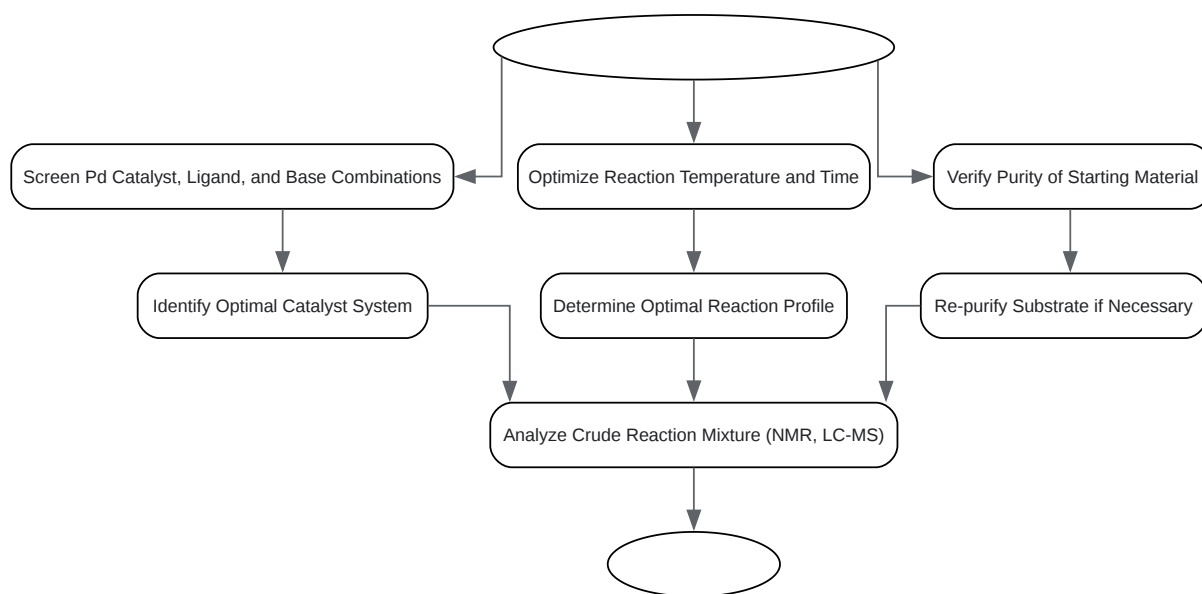 Screen Pd Catalyst, Ligand, and Base Combinations
Optimize Reaction Temperature and Time
Verify Purity of Starting Material
Identify Optimal Catalyst System
Determine Optimal Reaction Profile
Re-purify Substrate if Necessary
Analyze Crude Reaction Mixture (NMR, LC-MS)